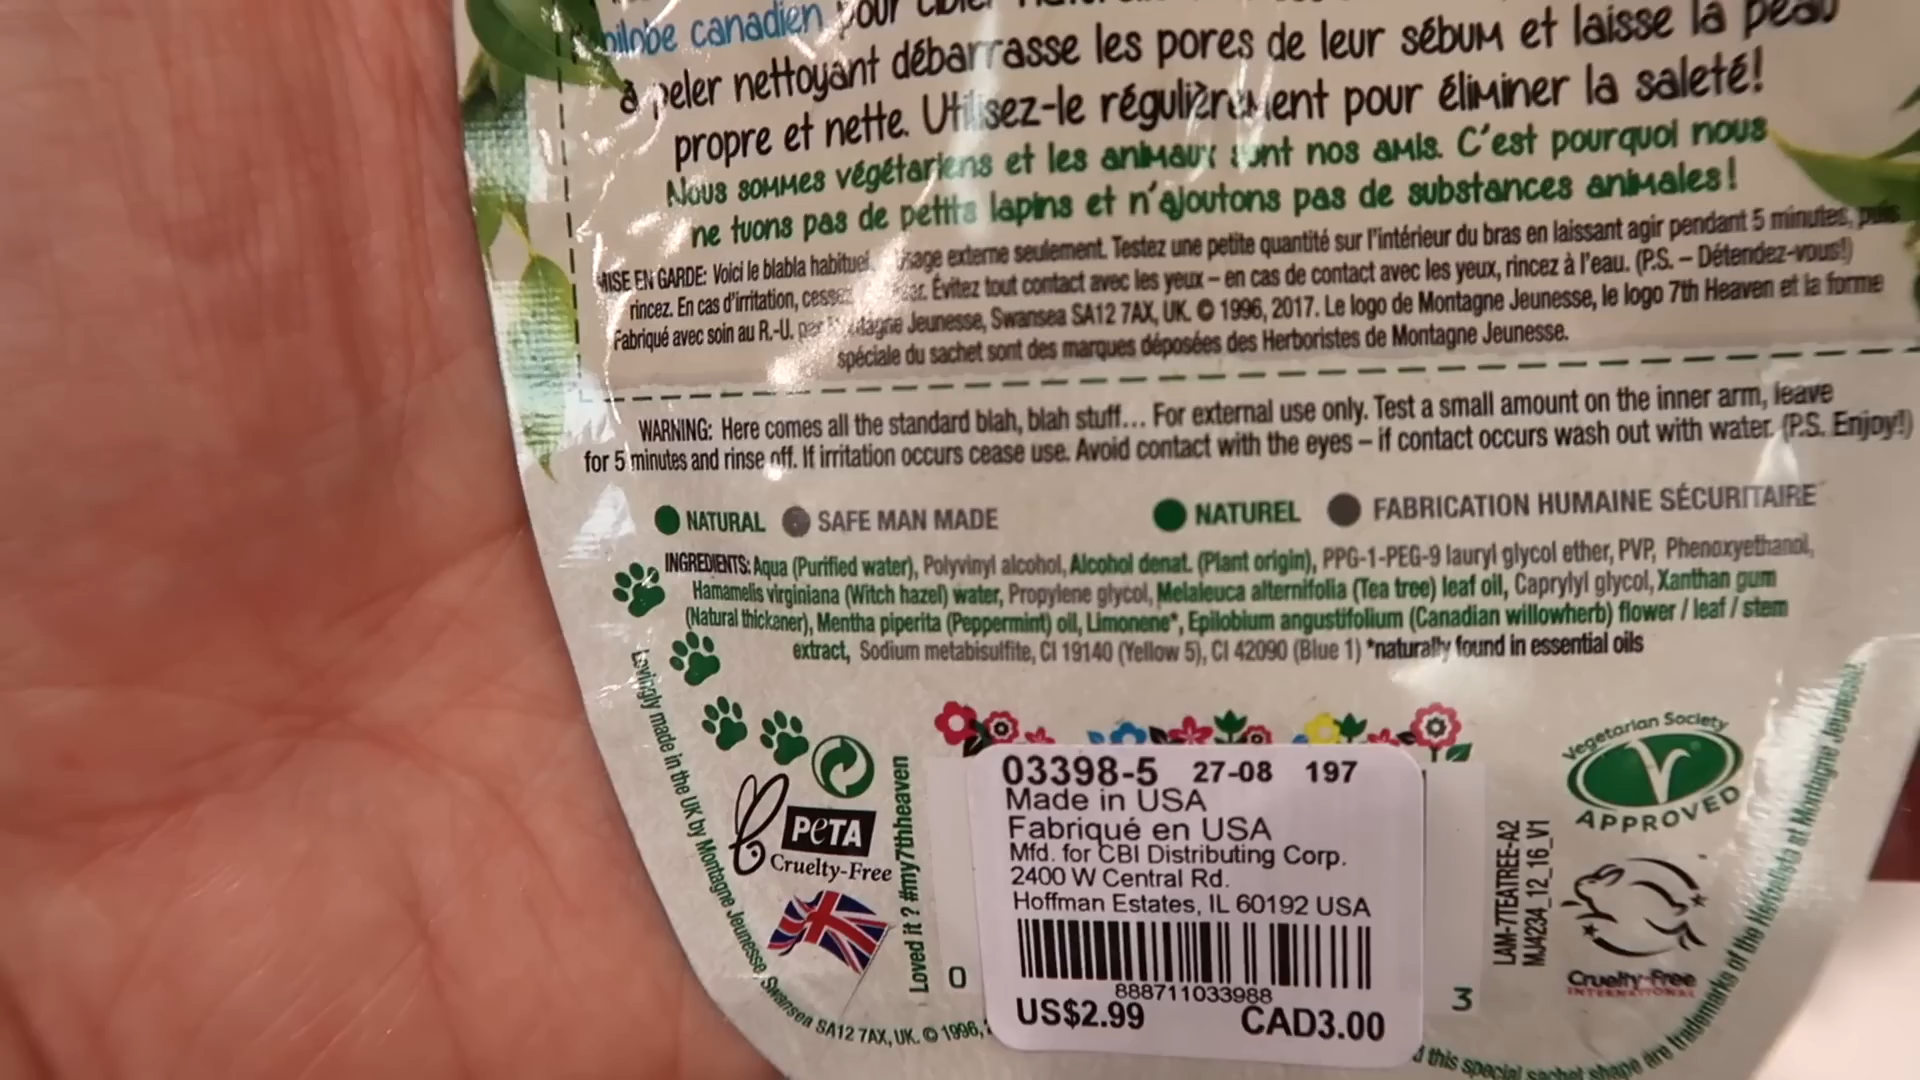 canadien pour
à peler nettoyant débarrasse les pores de leur sébum et laisse la peau
propre et nette. Utilisez-le régulièrement pour éliminer la saleté!
Nous sommes végétariens et les animaux sont nos amis. C'est pourquoi nous
ne tuons pas de petits lapins et n'ajoutons pas de substances animales!
MISE EN GARDE: Voici le blabla habituel. Usage externe seulement. Testez une petite quantité sur l'intérieur du bras en laissant agir pendant 5 minutes, puis
rincez. En cas d'irritation, cessez Évitez tout contact avec les yeux – en cas de contact avec les yeux, rincez à l'eau. (P.S. – Détendez-vous!)
Fabriqué avec soin au R.-U. par Montagne Jeunesse, Swansea SA12 7AX, UK. © 1996, 2017. Le logo de Montagne Jeunesse, le logo 7th Heaven et la forme
spéciale du sachet sont des marques déposées des Herboristes de Montagne Jeunesse.
WARNING: Here comes all the standard blah, blah stuff... For external use only. Test a small amount on the inner arm, leave
for 5 minutes and rinse off. If irritation occurs cease use. Avoid contact with the eyes – if contact occurs wash out with water. (P.S. Enjoy!)
NATURAL SAFE MAN MADE NATUREL FABRICATION HUMAINE SÉCURITAIRE
INGREDIENTS: Aqua (Purified water), Polyvinyl alcohol, Alcohol denat. (Plant origin), PPG-1-PEG-9 lauryl glycol ether, PVP, Phenoxyethanol,
Hamamelis virginiana (Witch hazel) water, Propylene glycol, Melaleuca alternifolia (Tea tree) leaf oil, Caprylyl glycol, Xanthan gum
(Natural thickener), Mentha piperita (Peppermint) oil, Limonene*, Epilobium angustifolium (Canadian willowherb) flower / leaf / stem
extract, Sodium metabisulfite, CI 19140 (Yellow 5), CI 42090 (Blue 1) *naturally found in essential oils
Lovingly made in the UK by Montagne Jeunesse, Swansea SA12 7AX, UK. © 1996,
PETA
Cruelty-Free
Loved it? #my7thheaven
0
03398-5 27-08 197
Made in USA
Fabriqué en USA
Mfd. for CBI Distributing Corp.
2400 W Central Rd.
Hoffman Estates, IL 60192 USA
888711033988
US$2.99 CAD3.00
3
LAM-7TEATREE-A2
MJ4234_12_16_V1
Vegetarian Society
APPROVED
Cruelty Free
INTERNATIONAL
this special sachet shape are trademarks of the Herbalists at Montagne Jeunesse.